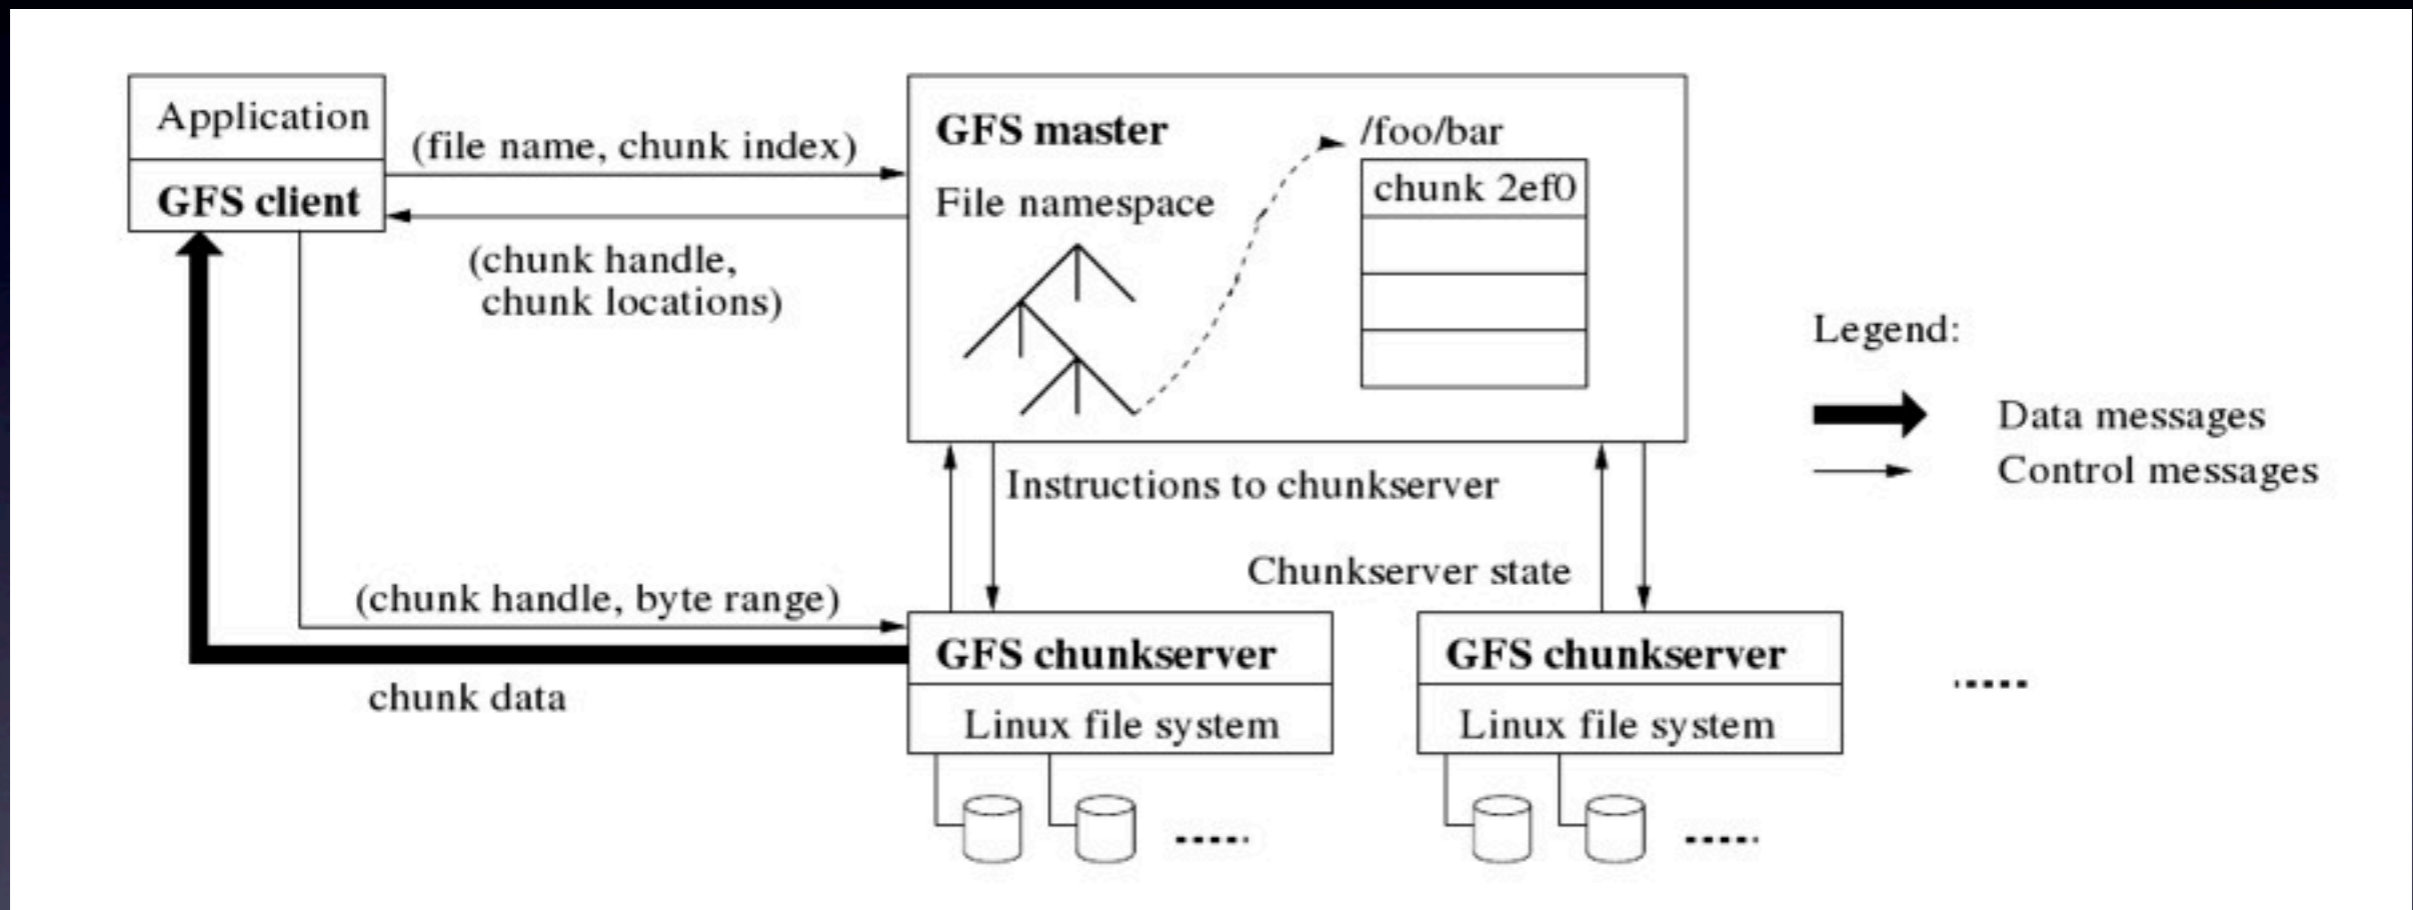 Application
GFS client
(file name, chunk index)
(chunk handle,
chunk locations)
GFS master
File namespace
/foo/bar
chunk 2ef0
Legend:
Data messages
Control messages
Instructions to chunkserver
Chunkserver state
(chunk handle, byte range)
chunk data
GFS chunkserver
Linux file system
GFS chunkserver
Linux file system